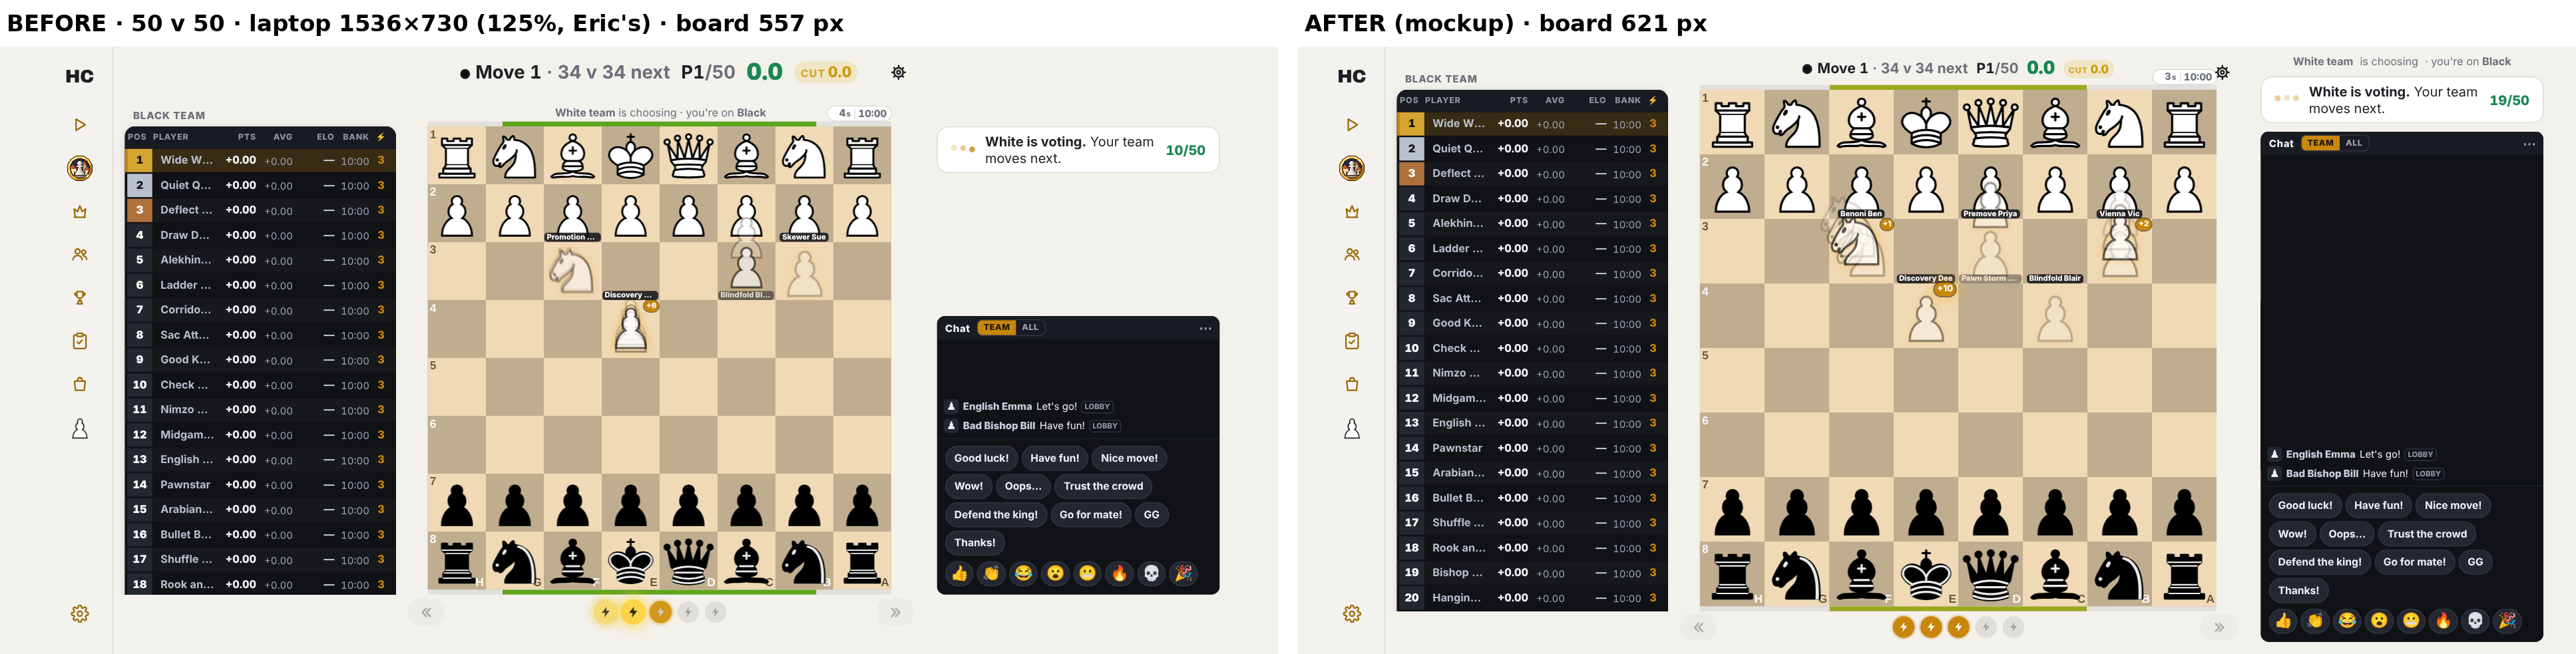 BEFORE · 50 v 50 · laptop 1536×730 (125%, Eric's) · board 557 px
HC
● Move 1 · 34 v 34 next P1/50 0.0 CUT 0.0
BLACK TEAM
White team is choosing · you're on Black
4s 10:00
POS PLAYER PTS AVG ELO BANK ⚡
1 Wide W... +0.00 +0.00 — 10:00 3
2 Quiet Q... +0.00 +0.00 — 10:00 3
3 Deflect ... +0.00 +0.00 — 10:00 3
4 Draw D... +0.00 +0.00 — 10:00 3
5 Alekhin... +0.00 +0.00 — 10:00 3
6 Ladder ... +0.00 +0.00 — 10:00 3
7 Corrido... +0.00 +0.00 — 10:00 3
8 Sac Att... +0.00 +0.00 — 10:00 3
9 Good K... +0.00 +0.00 — 10:00 3
10 Check ... +0.00 +0.00 — 10:00 3
11 Nimzo ... +0.00 +0.00 — 10:00 3
12 Midgam... +0.00 +0.00 — 10:00 3
13 English ... +0.00 +0.00 — 10:00 3
14 Pawnstar +0.00 +0.00 — 10:00 3
15 Arabian... +0.00 +0.00 — 10:00 3
16 Bullet B... +0.00 +0.00 — 10:00 3
17 Shuffle ... +0.00 +0.00 — 10:00 3
18 Rook an... +0.00 +0.00 — 10:00 3
1
2
Promotion ... Skewer Sue
3
Discovery ... Blindfold Bl...
4 +6
5
6
7
8
H G F E D C B A
« »
White is voting. Your team
moves next.
10/50
Chat TEAM ALL ...
English Emma Let's go! LOBBY
Bad Bishop Bill Have fun! LOBBY
Good luck! Have fun! Nice move!
Wow! Oops... Trust the crowd
Defend the king! Go for mate! GG
Thanks!
AFTER (mockup) · board 621 px
HC
● Move 1 · 34 v 34 next P1/50 0.0 CUT 0.0
BLACK TEAM
3s 10:00
POS PLAYER PTS AVG ELO BANK ⚡
1 Wide W... +0.00 +0.00 — 10:00 3
2 Quiet Q... +0.00 +0.00 — 10:00 3
3 Deflect ... +0.00 +0.00 — 10:00 3
4 Draw D... +0.00 +0.00 — 10:00 3
5 Alekhin... +0.00 +0.00 — 10:00 3
6 Ladder ... +0.00 +0.00 — 10:00 3
7 Corrido... +0.00 +0.00 — 10:00 3
8 Sac Att... +0.00 +0.00 — 10:00 3
9 Good K... +0.00 +0.00 — 10:00 3
10 Check ... +0.00 +0.00 — 10:00 3
11 Nimzo ... +0.00 +0.00 — 10:00 3
12 Midgam... +0.00 +0.00 — 10:00 3
13 English ... +0.00 +0.00 — 10:00 3
14 Pawnstar +0.00 +0.00 — 10:00 3
15 Arabian... +0.00 +0.00 — 10:00 3
16 Bullet B... +0.00 +0.00 — 10:00 3
17 Shuffle ... +0.00 +0.00 — 10:00 3
18 Rook an... +0.00 +0.00 — 10:00 3
19 Bishop ... +0.00 +0.00 — 10:00 3
20 Hangin... +0.00 +0.00 — 10:00 3
1
2
Benoni Ben Premove Priya Vienna Vic
3 +1 +2
Discovery Dee Pawn Storm ... Blindfold Blair
4 +10
5
6
7
8
H G F E D C B A
« »
White team is choosing · you're on Black
White is voting. Your team
moves next.
19/50
Chat TEAM ALL ...
English Emma Let's go! LOBBY
Bad Bishop Bill Have fun! LOBBY
Good luck! Have fun! Nice move!
Wow! Oops... Trust the crowd
Defend the king! Go for mate! GG
Thanks!